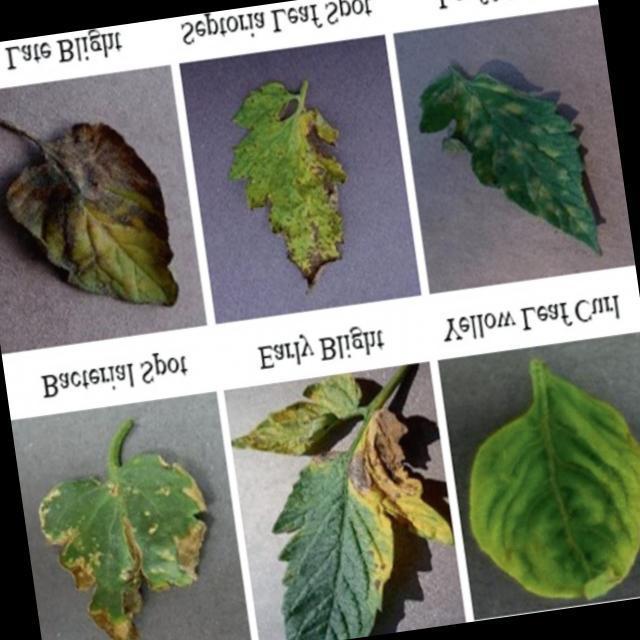 Late Blight
Septoria Leaf Spot
Bacterial Spot
Early Blight
Yellow Leaf Curl